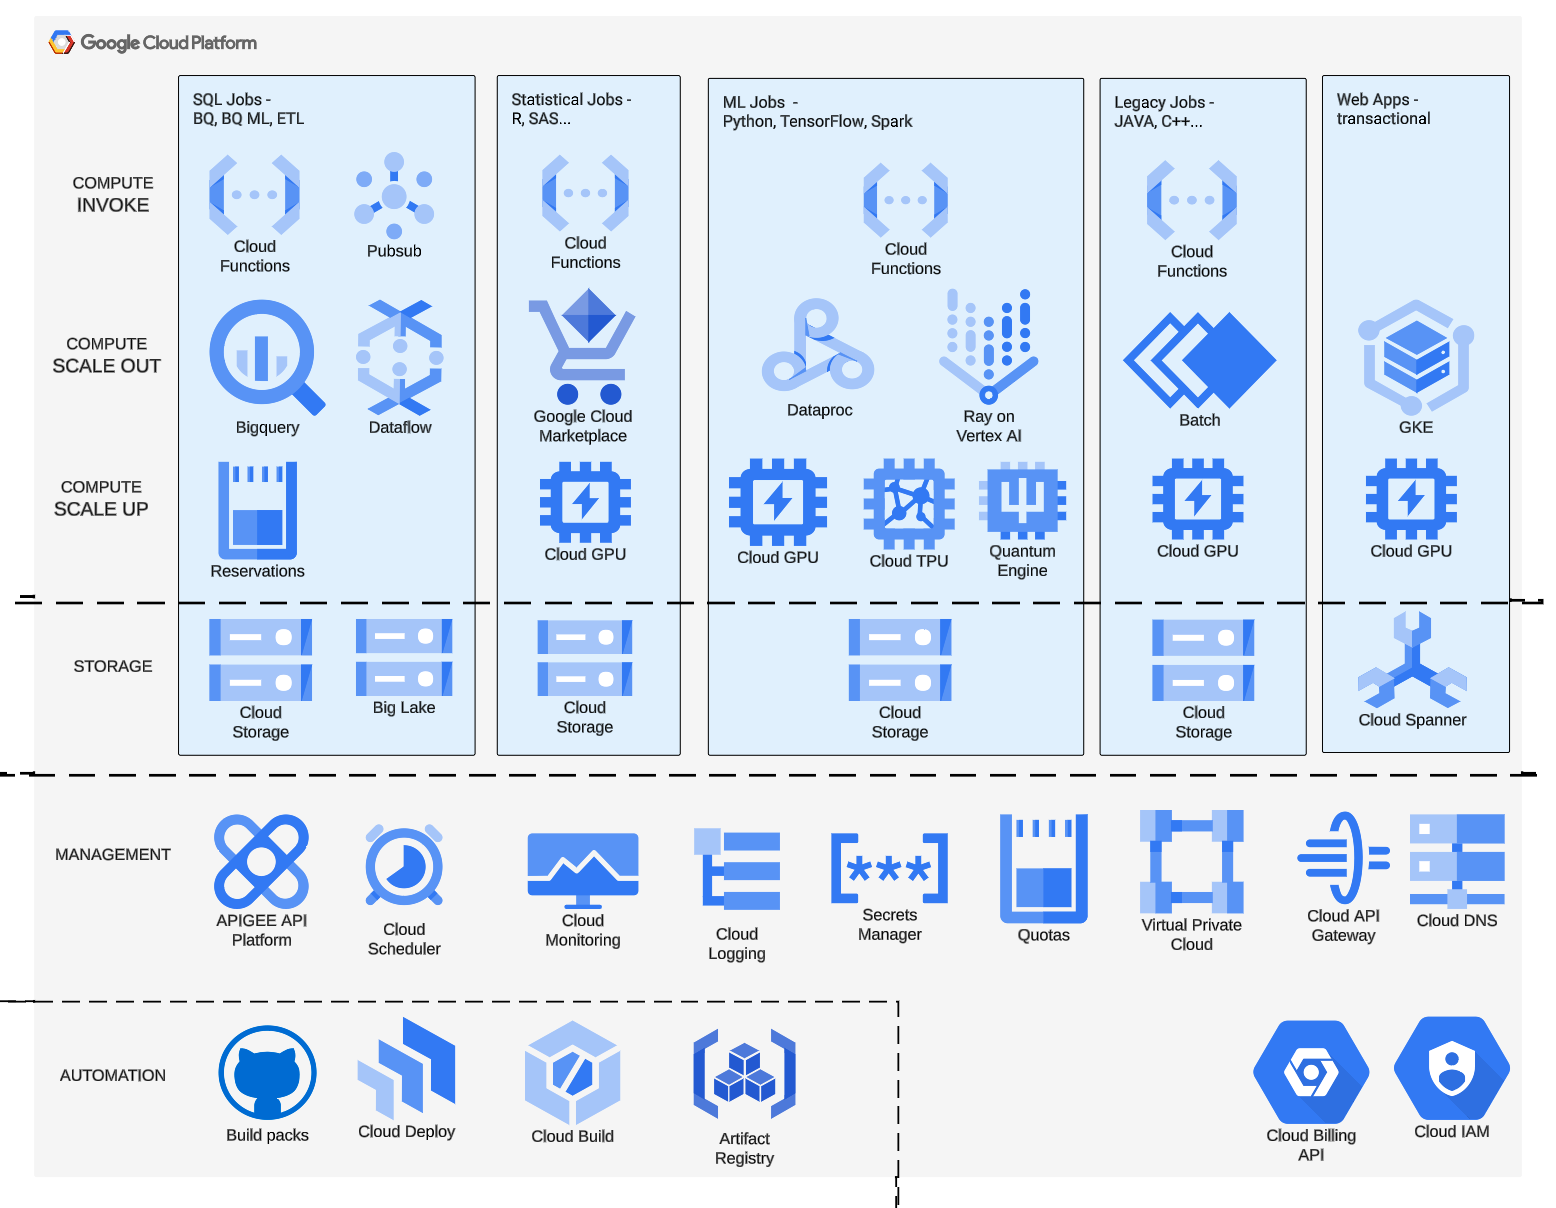 Google Cloud Platform
SQL Jobs -
BQ, BQ ML, ETL
Statistical Jobs -
R, SAS...
ML Jobs  -
Python, TensorFlow, Spark
Legacy Jobs -
JAVA, C++...
Web Apps -
transactional
COMPUTE
INVOKE
Cloud
Functions
Pubsub
Cloud
Functions
Cloud
Functions
Cloud
Functions
COMPUTE
SCALE OUT
Bigquery
Dataflow
Google Cloud
Marketplace
Dataproc
Ray on
Vertex AI
Batch
GKE
COMPUTE
SCALE UP
Reservations
Cloud GPU
Cloud GPU
Cloud TPU
Quantum
Engine
Cloud GPU
Cloud GPU
STORAGE
Cloud
Storage
Big Lake
Cloud
Storage
Cloud
Storage
Cloud
Storage
Cloud Spanner
MANAGEMENT
APIGEE API
Platform
Cloud
Scheduler
Cloud
Monitoring
Cloud
Logging
[***]
Secrets
Manager
Quotas
Virtual Private
Cloud
Cloud API
Gateway
Cloud DNS
AUTOMATION
Build packs
Cloud Deploy
Cloud Build
Artifact
Registry
Cloud Billing
API
Cloud IAM